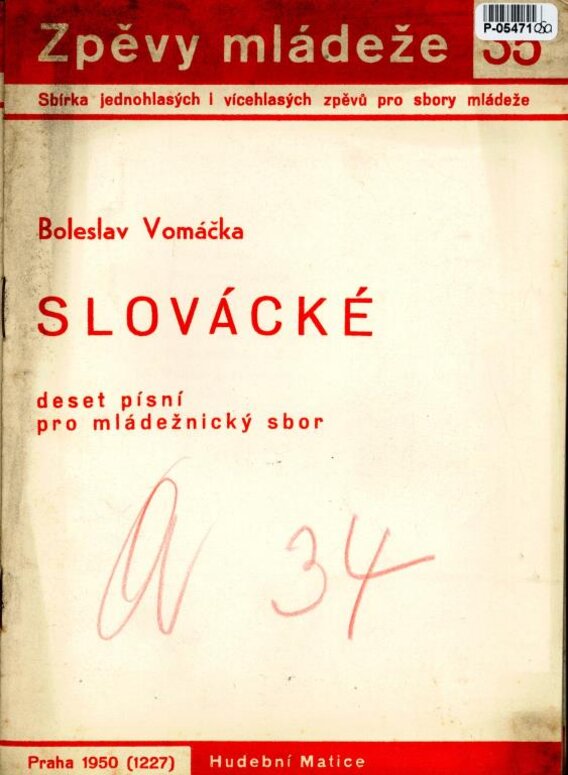 Zpěvy mládeže 35
P-05471
Sbírka jednohlasých i vícehlasých zpěvů pro sbory mládeže
Boleslav Vomáčka
SLOVÁCKÉ
deset písní
pro mládežnický sbor
34
Praha 1950 (1227) Hudební Matice